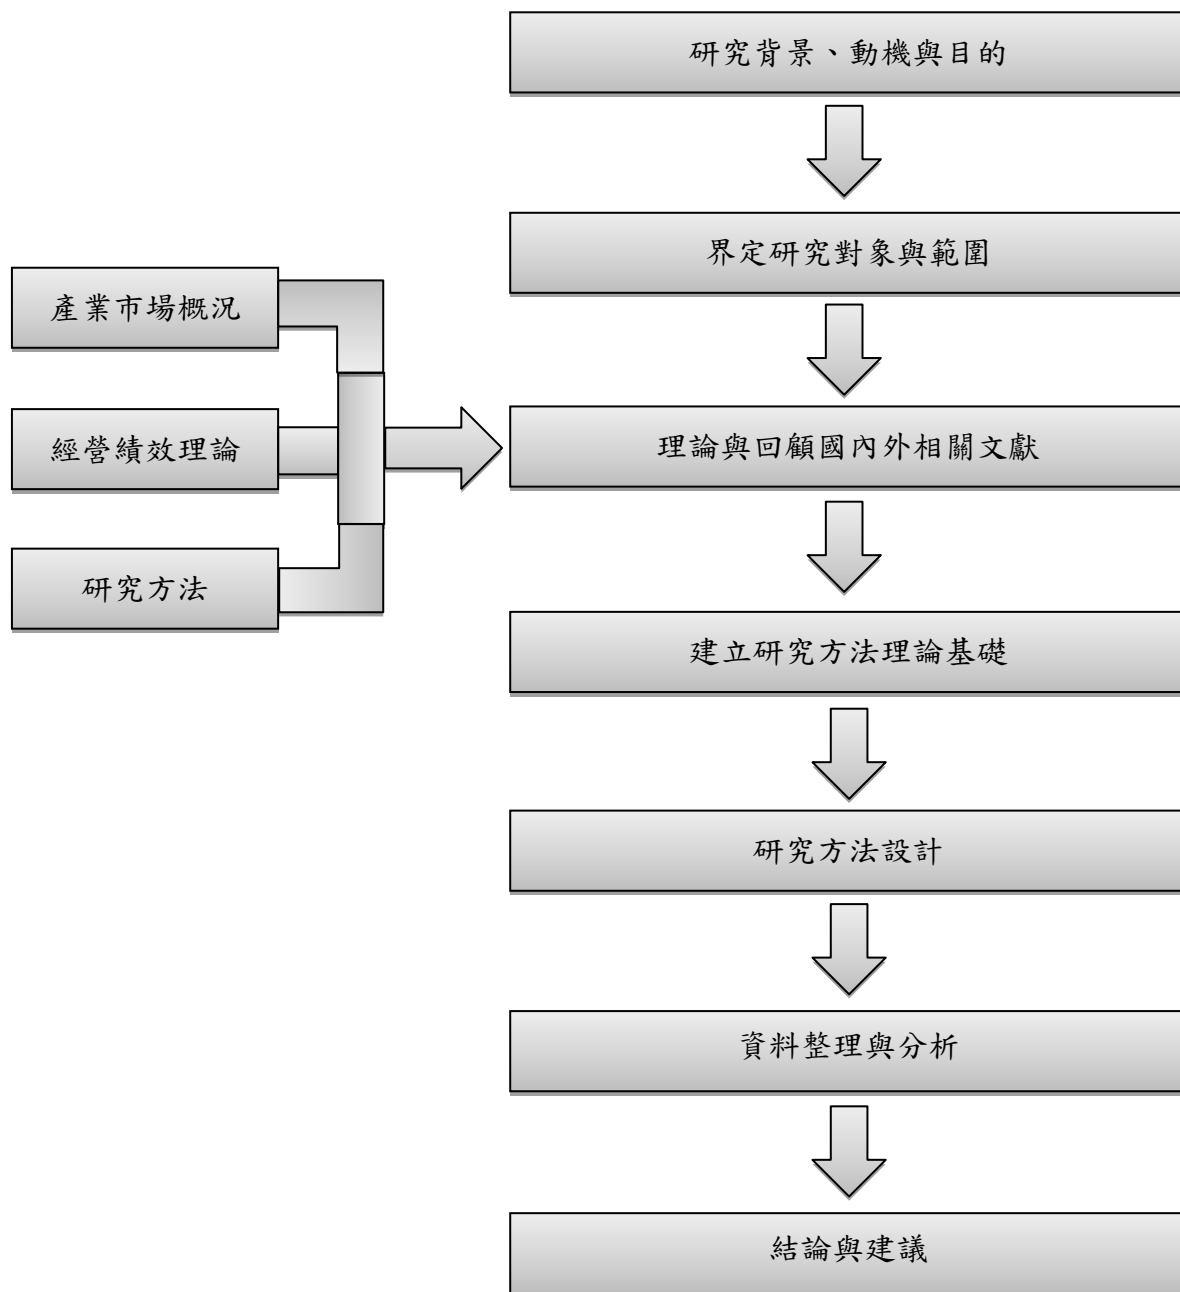 研究背景、動機與目的
界定研究對象與範圍
產業市場概況
經營績效理論
研究方法
理論與回顧國內外相關文獻
建立研究方法理論基礎
研究方法設計
資料整理與分析
結論與建議